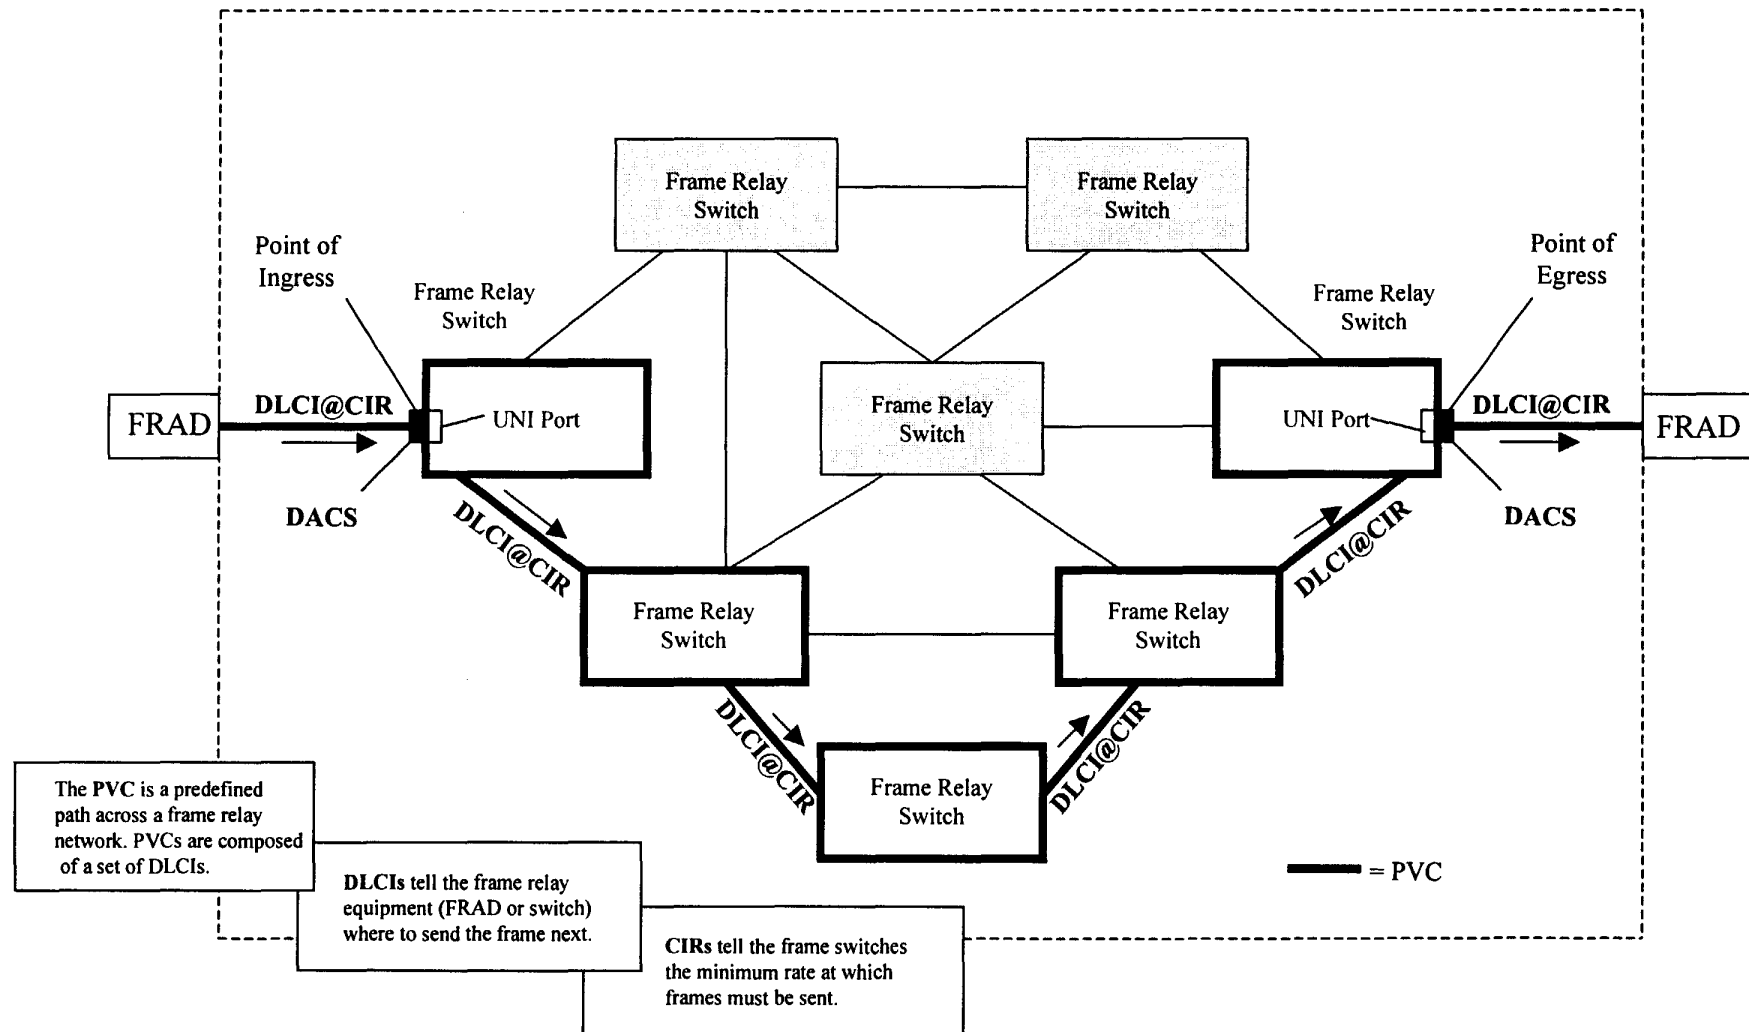 Frame Relay
Switch
Frame Relay
Switch
Point of
Ingress
Point of
Egress
Frame Relay
Switch
Frame Relay
Switch
FRAD
DLCI@CIR
UNI Port
Frame Relay
Switch
UNI Port
DLCI@CIR
FRAD
DACS
DACS
DLCI@CIR
DLCI@CIR
Frame Relay
Switch
Frame Relay
Switch
DLCI@CIR
DLCI@CIR
Frame Relay
Switch
The PVC is a predefined
path across a frame relay
network. PVCs are composed
of a set of DLCIs.
DLCIs tell the frame relay
equipment (FRAD or switch)
where to send the frame next.
CIRs tell the frame switches
the minimum rate at which
frames must be sent.
= PVC